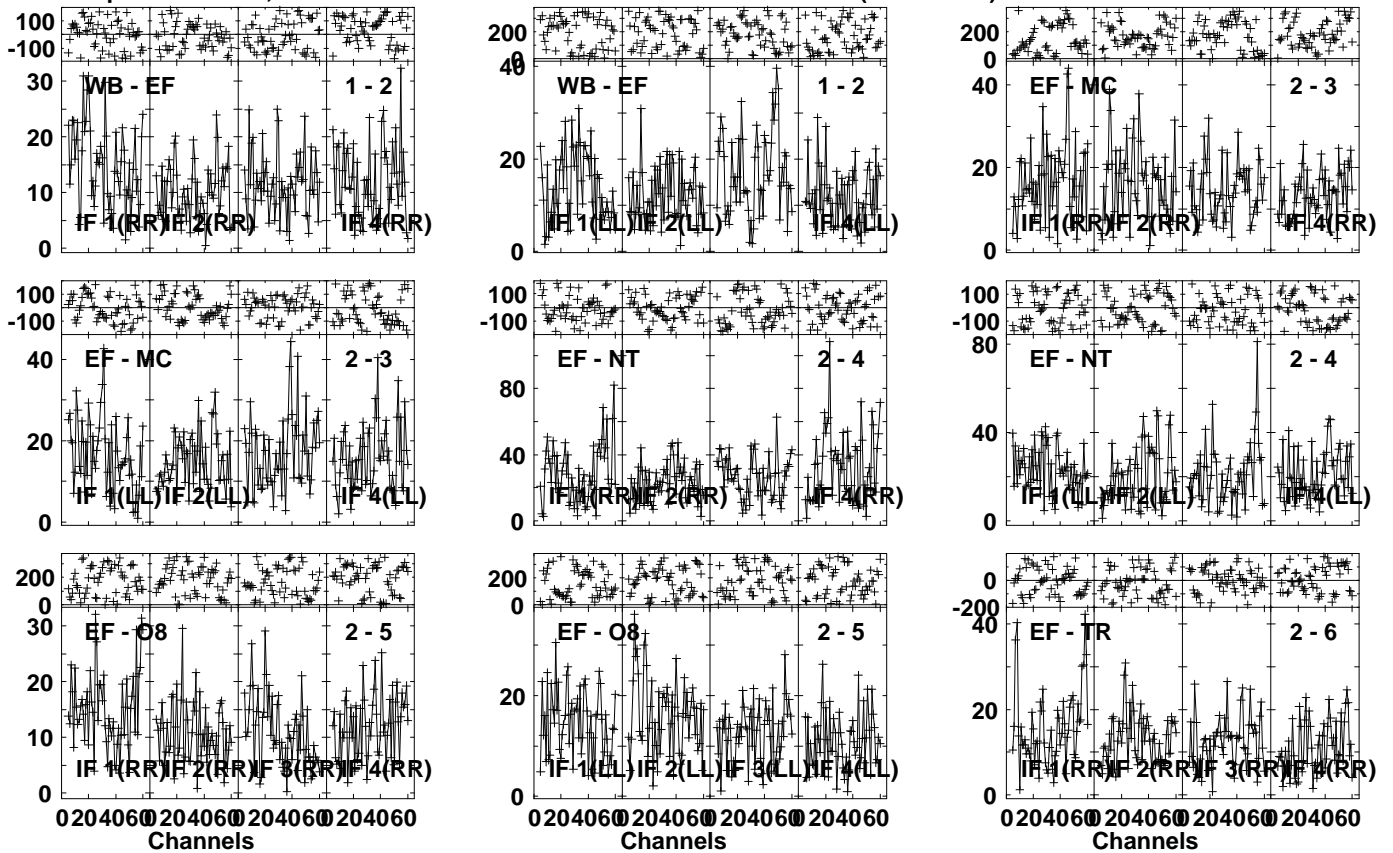 100 200 200
-100 0 0
30 WB - EF 1 - 2 40 WB - EF 1 - 2 40 EF - MC 2 - 3
20 20 20
10
IF 1(RR) IF 2(RR) IF 4(RR) IF 1(LL) IF 2(LL) IF 4(LL) IF 1(RR) IF 2(RR) IF 4(RR)
0 0 0
100 100 100
-100 -100 -100
40 EF - MC 2 - 3 EF - NT 2 - 4 80 EF - NT 2 - 4
80
20 40 40
IF 1(LL) IF 2(LL) IF 4(LL) IF 1(RR) IF 2(RR) IF 4(RR) IF 1(LL) IF 2(LL) IF 4(LL)
0 0 0
200 200 0
0 0 -200
30 EF - O8 2 - 5 EF - O8 2 - 5 40 EF - TR 2 - 6
20 20 20
10
IF 1(RR) IF 2(RR) IF 3(RR) IF 4(RR) IF 1(LL) IF 2(LL) IF 3(LL) IF 4(LL) IF 1(RR) IF 2(RR) IF 3(RR) IF 4(RR)
0 0 0
0 20 40 60 0 20 40 60 0 20 40 60 0 20 40 60 0 20 40 60 0 20 40 60 0 20 40 60 0 20 40 60 0 20 40 60 0 20 40 60 0 20 40 60 0 20 40 60
Channels Channels Channels